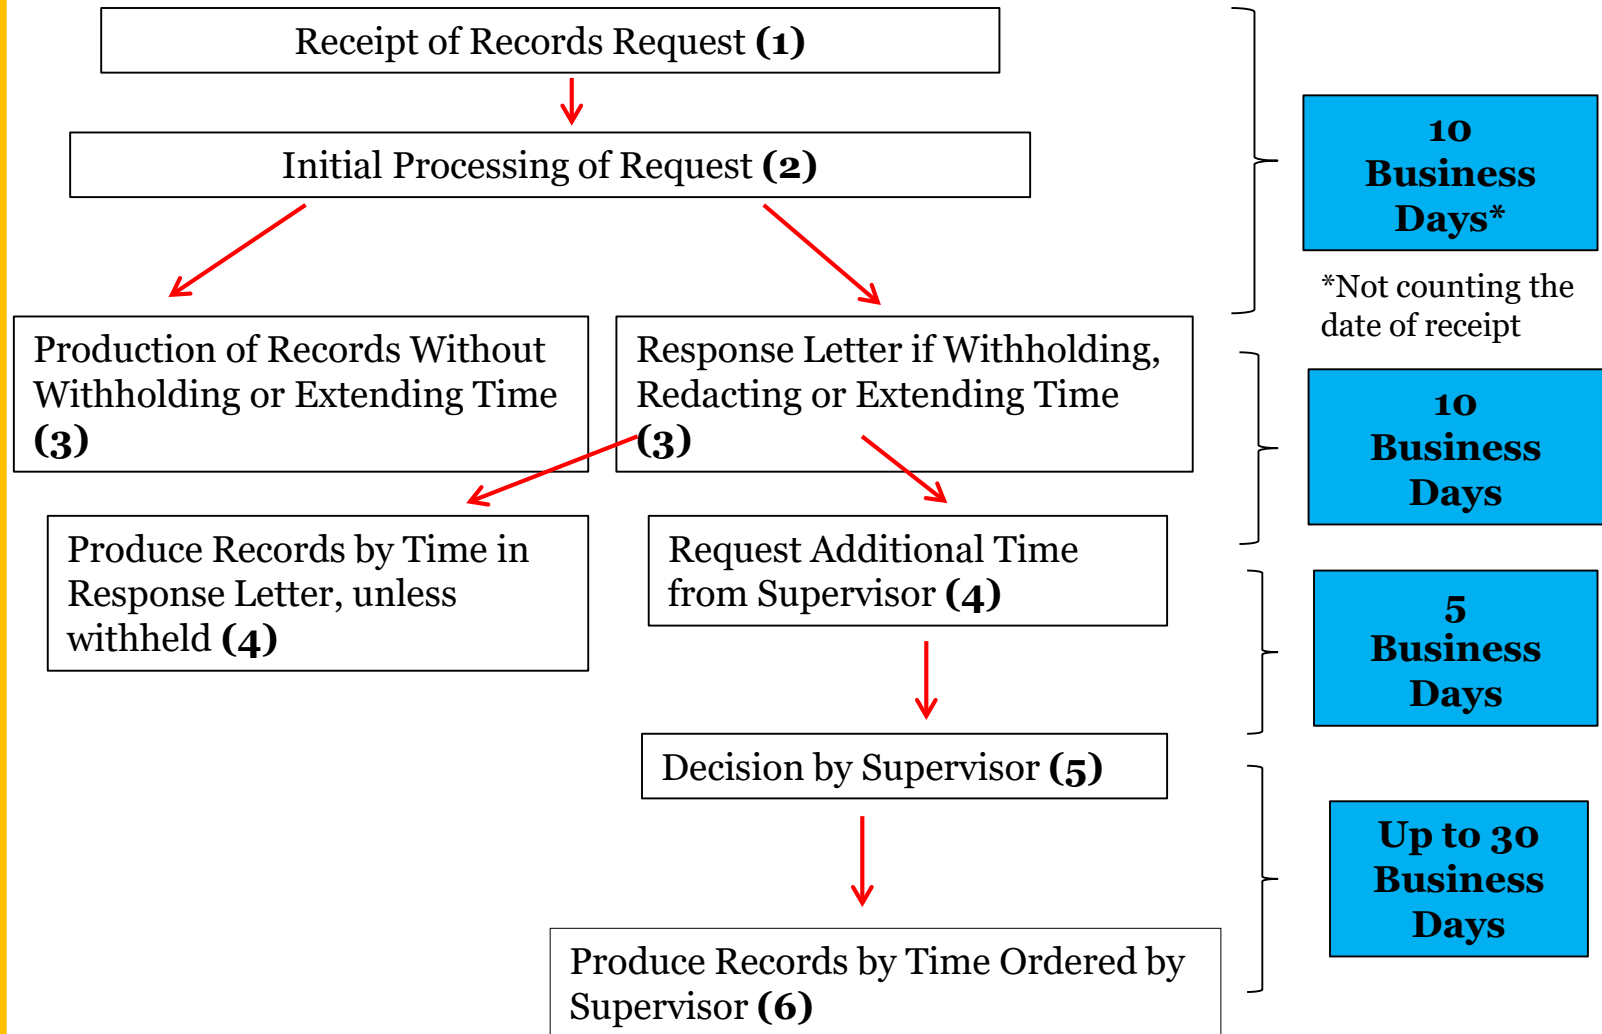 Receipt of Records Request (1)
Initial Processing of Request (2)
10
Business
Days*
*Not counting the
date of receipt
Production of Records Without
Withholding or Extending Time
(3)
Response Letter if Withholding,
Redacting or Extending Time
(3)
10
Business
Days
Produce Records by Time in
Response Letter, unless
withheld (4)
Request Additional Time
from Supervisor (4)
5
Business
Days
Decision by Supervisor (5)
Up to 30
Business
Days
Produce Records by Time Ordered by
Supervisor (6)